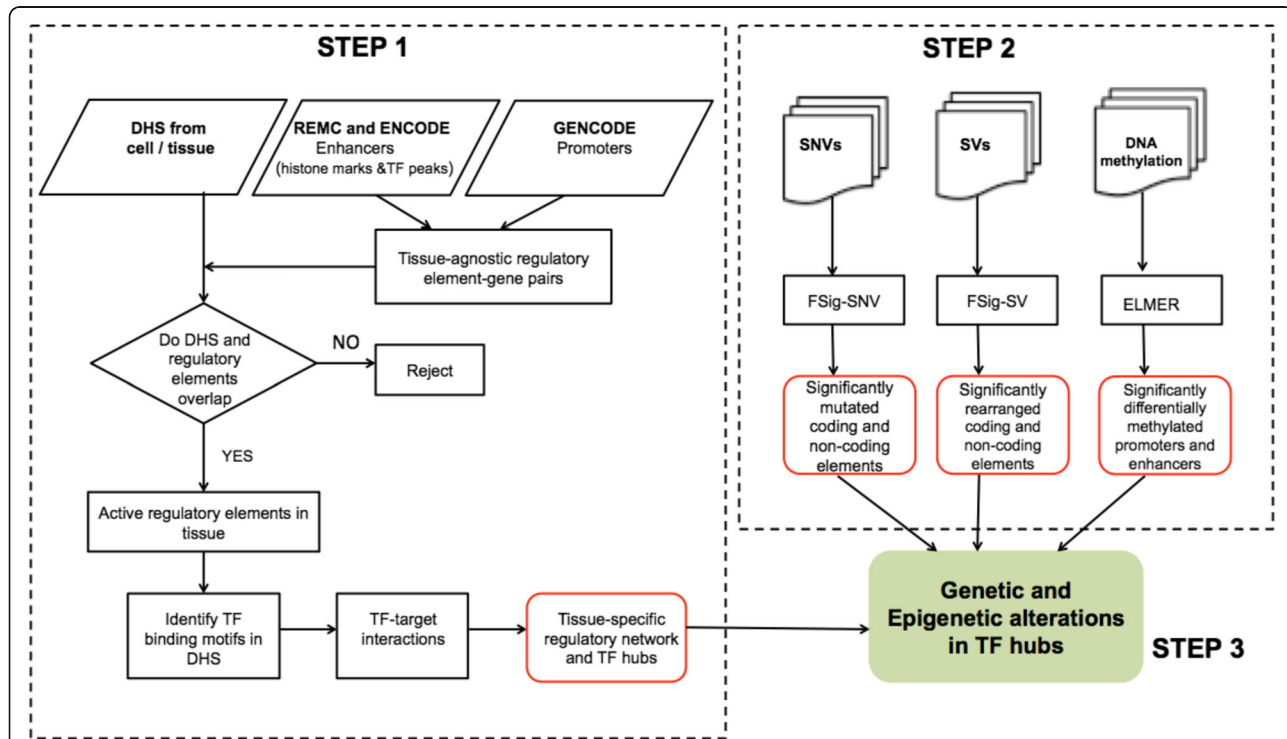 STEP 1
DHS from
cell / tissue
REMC and ENCODE
Enhancers
(histone marks &TF peaks)
GENCODE
Promoters
Tissue-agnostic regulatory
element-gene pairs
Do DHS and
regulatory
elements
overlap
NO
Reject
YES
Active regulatory elements in
tissue
Identify TF
binding motifs in
DHS
TF-target
interactions
Tissue-specific
regulatory network
and TF hubs
STEP 2
SNVs
SVs
DNA
methylation
FSig-SNV
FSig-SV
ELMER
Significantly
mutated
coding and
non-coding
elements
Significantly
rearranged
coding and
non-coding
elements
Significantly
differentially
methylated
promoters and
enhancers
Genetic and
Epigenetic alterations
in TF hubs
STEP 3